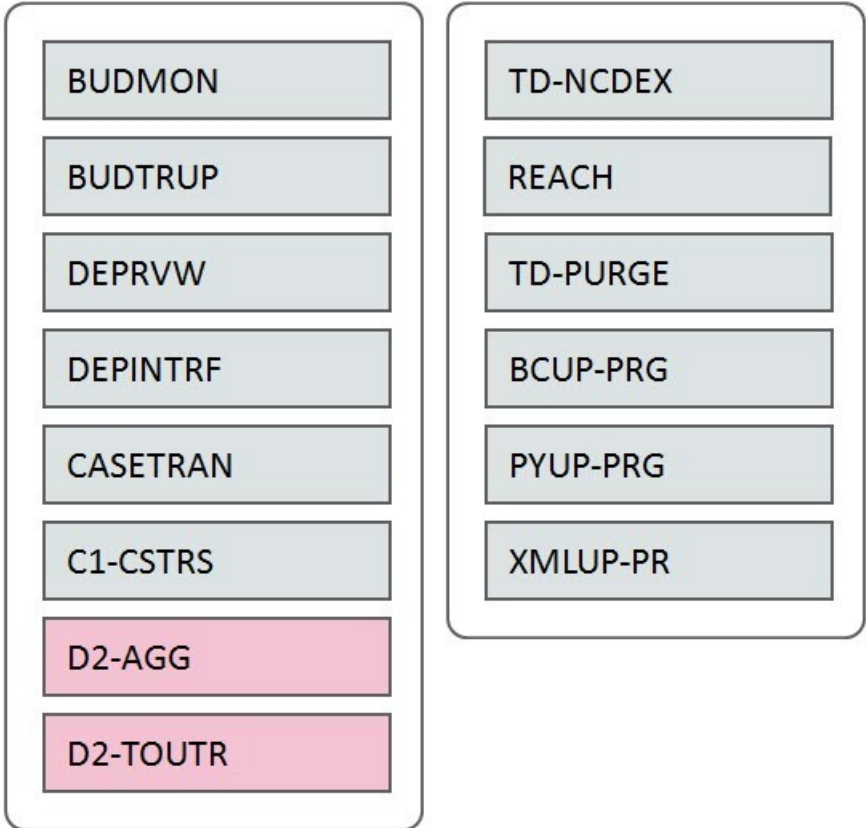 BUDMON
BUDTRUP
DEPRVW
DEPINTRF
CASETRAN
C1-CSTRS
D2-AGG
D2-TOUTR
TD-NCDEX
REACH
TD-PURGE
BCUP-PRG
PYUP-PRG
XMLUP-PR